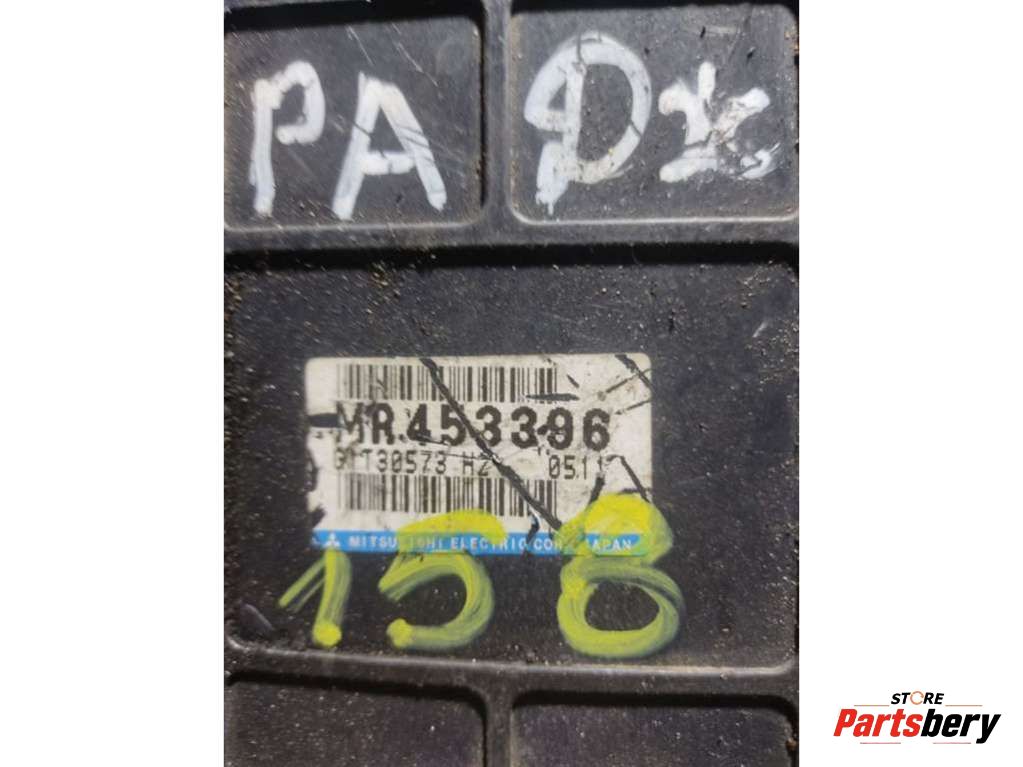 PA
MR453396
MITSUBISHI ELECTRIC CORP. JAPAN
158
STORE
Partsbery